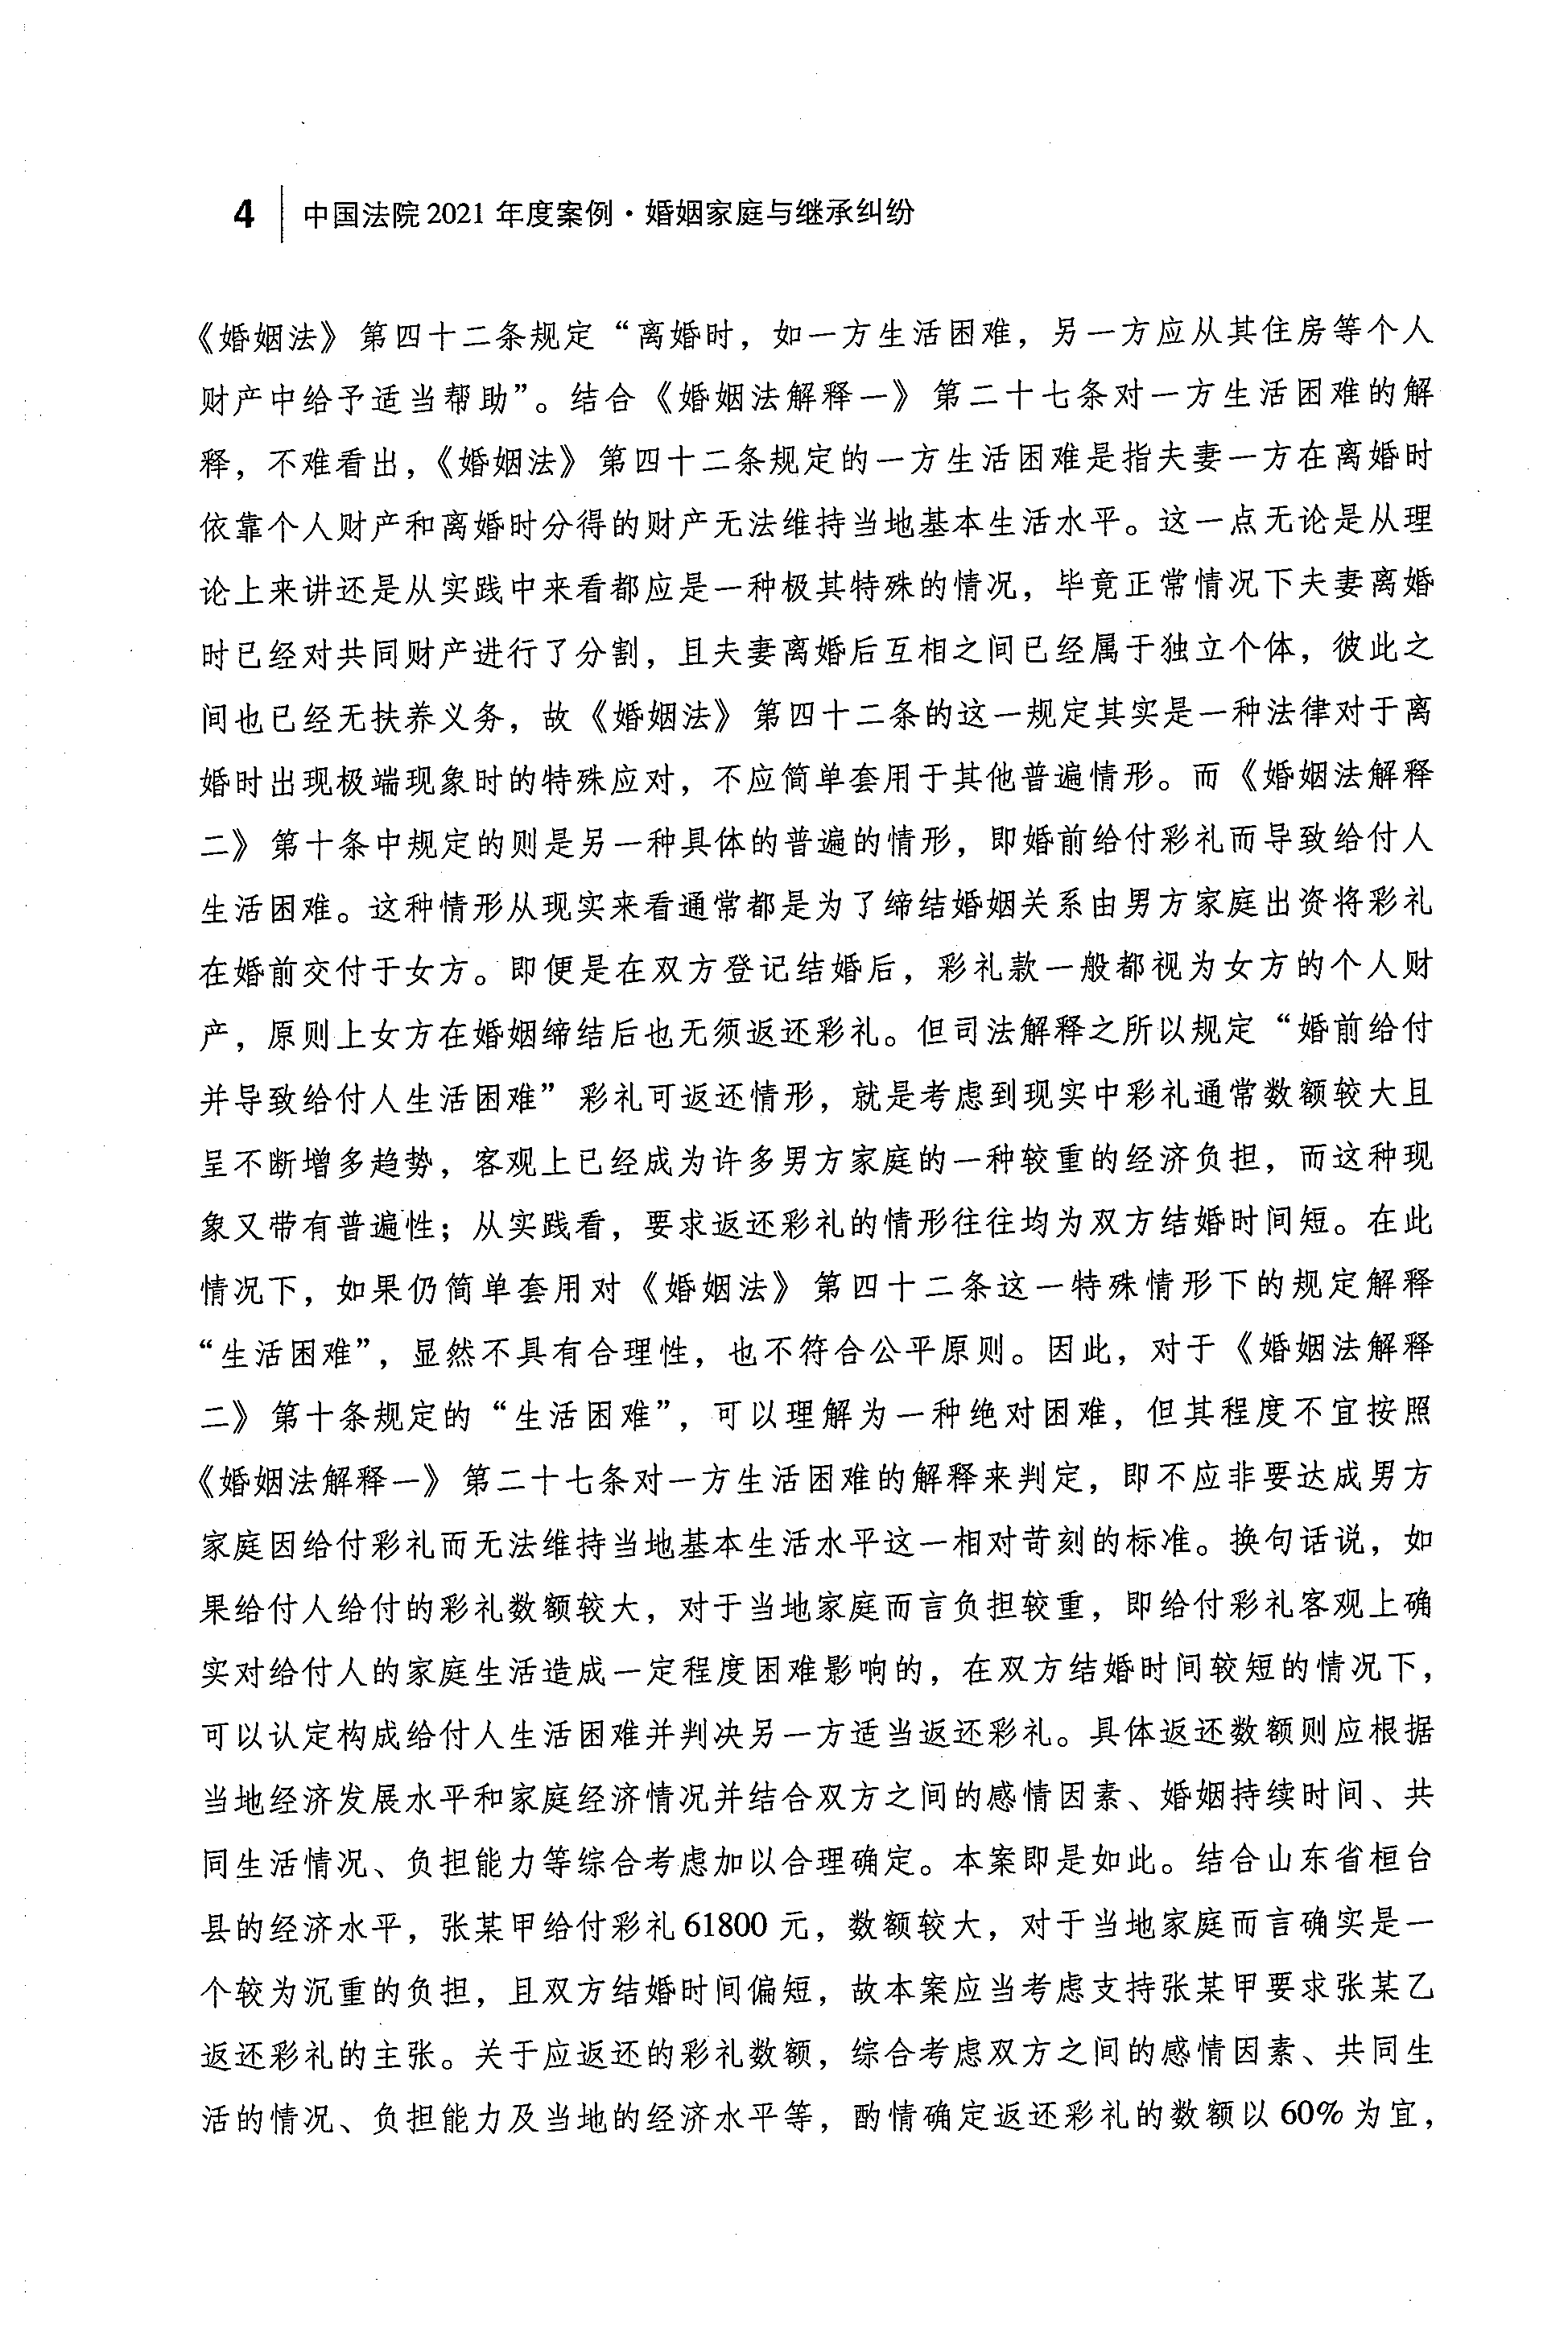 4 中国法院2021年度案例·婚姻家庭与继承纠纷
《婚姻法》第四十二条规定“离婚时，如一方生活困难，另一方应从其住房等个人
财产中给予适当帮助”。结合《婚姻法解释一》第二十七条对一方生活困难的解
释，不难看出，《婚姻法》第四十二条规定的一方生活困难是指夫妻一方在离婚时
依靠个人财产和离婚时分得的财产无法维持当地基本生活水平。这一点无论是从理
论上来讲还是从实践中来看都应是一种极其特殊的情况，毕竟正常情况下夫妻离婚
时已经对共同财产进行了分割，且夫妻离婚后互相之间已经属于独立个体，彼此之
间也已经无扶养义务，故《婚姻法》第四十二条的这一规定其实是一种法律对于离
婚时出现极端现象时的特殊应对，不应简单套用于其他普遍情形。而《婚姻法解释
二》第十条中规定的则是另一种具体的普遍的情形，即婚前给付彩礼而导致给付人
生活困难。这种情形从现实来看通常都是为了缔结婚姻关系由男方家庭出资将彩礼
在婚前交付于女方。即便是在双方登记结婚后，彩礼款一般都视为女方的个人财
产，原则上女方在婚姻缔结后也无须返还彩礼。但司法解释之所以规定“婚前给付
并导致给付人生活困难”彩礼可返还情形，就是考虑到现实中彩礼通常数额较大且
呈不断增多趋势，客观上已经成为许多男方家庭的一种较重的经济负担，而这种现
象又带有普遍性；从实践看，要求返还彩礼的情形往往均为双方结婚时间短。在此
情况下，如果仍简单套用对《婚姻法》第四十二条这一特殊情形下的规定解释
“生活困难”，显然不具有合理性，也不符合公平原则。因此，对于《婚姻法解释
二》第十条规定的“生活困难”，可以理解为一种绝对困难，但其程度不宜按照
《婚姻法解释一》第二十七条对一方生活困难的解释来判定，即不应非要达成男方
家庭因给付彩礼而无法维持当地基本生活水平这一相对苛刻的标准。换句话说，如
果给付人给付的彩礼数额较大，对于当地家庭而言负担较重，即给付彩礼客观上确
实对给付人的家庭生活造成一定程度困难影响的，在双方结婚时间较短的情况下，
可以认定构成给付人生活困难并判决另一方适当返还彩礼。具体返还数额则应根据
当地经济发展水平和家庭经济情况并结合双方之间的感情因素、婚姻持续时间、共
同生活情况、负担能力等综合考虑加以合理确定。本案即是如此。结合山东省桓台
县的经济水平，张某甲给付彩礼61800元，数额较大，对于当地家庭而言确实是一
个较为沉重的负担，且双方结婚时间偏短，故本案应当考虑支持张某甲要求张某乙
返还彩礼的主张。关于应返还的彩礼数额，综合考虑双方之间的感情因素、共同生
活的情况、负担能力及当地的经济水平等，酌情确定返还彩礼的数额以60%为宜，